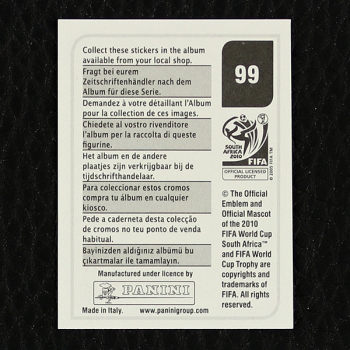 Collect these stickers in the album
available from your local shop.
Fragt bei eurem
Zeitschriftenhändler nach dem
Album für diese Serie.
Demandez à votre détaillant l'Album
pour la collection de ces images.
Chiedete al vostro rivenditore
l'album per la raccolta di queste
figurine.
Het album en de andere
plaatjes zijn verkrijgbaar bij de
tijdschriftenhandelaar.
Para coleccionar estos cromos
compra tu álbum en cualquier
kiosco.
Pede a caderneta desta colecção
de cromos no teu ponto de venda
habitual.
Bayinizden aldığınız albümü bu
çıkartmalar ile tamamlayın.
Manufactured under licence by
PANINI
Made in Italy. www.paninigroup.com
99
SOUTH AFRICA
2010
FIFA
OFFICIAL LICENSED
PRODUCT
© 2005 FIFA TM
© The Official
Emblem and
Official Mascot
of the 2010
FIFA World Cup
South Africa™
and FIFA World
Cup Trophy are
copyrights and
trademarks of
FIFA. All rights
reserved.